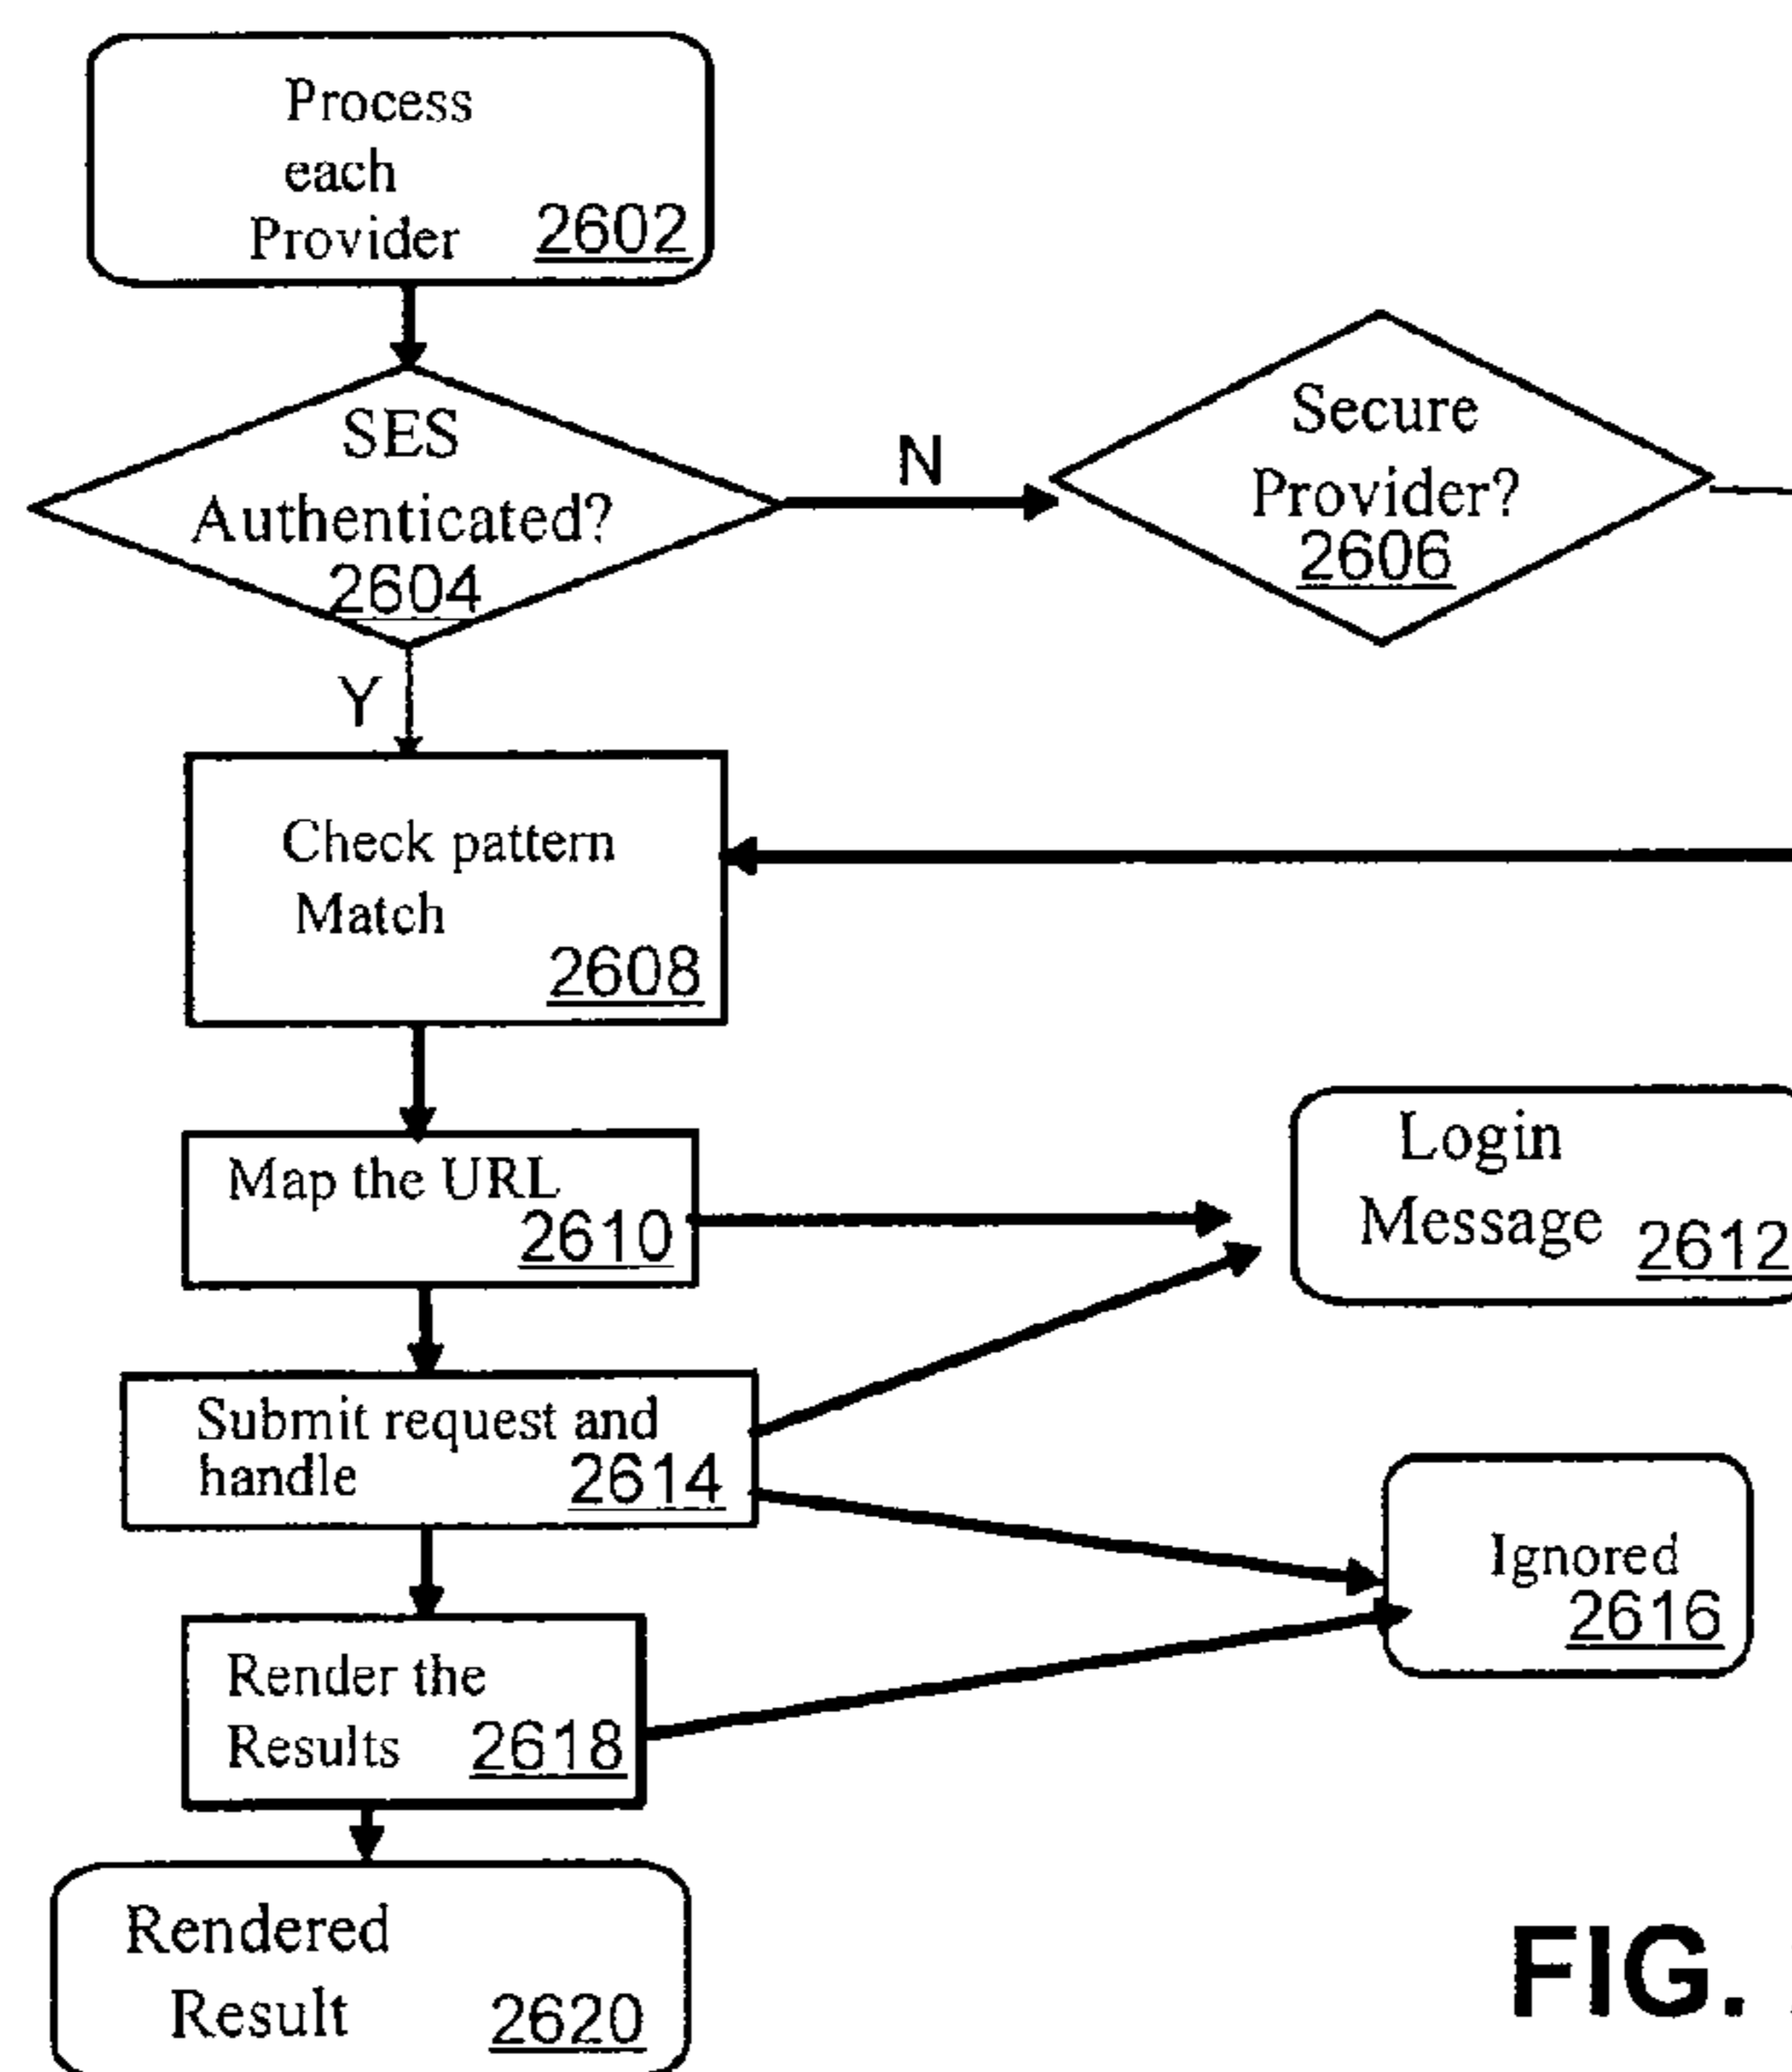 Process
each
Provider 2602
SES
Authenticated?
2604
N
Secure
Provider?
2606
Y
Check pattern
Match
2608
Map the URL
2610
Login
Message 2612
Submit request and
handle 2614
Ignored
2616
Render the
Results 2618
Rendered
Result 2620
FIG.